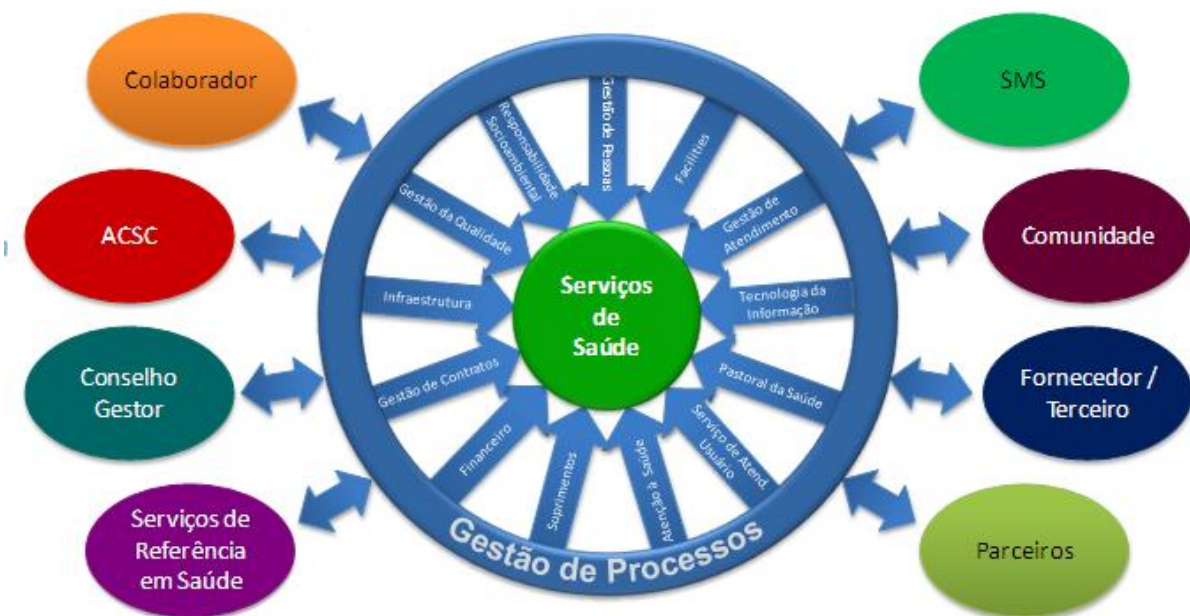 Colaborador
ACSC
Conselho
Gestor
Serviços de
Referência
em Saúde
Gestão de Pessoas
Facilities
Gestão de
Atendimento
Tecnologia da
Informação
Pastoral da Saúde
Serviço de Atend.
Usuário
Atenção à Saúde
Suprimentos
Financeiro
Gestão de Contratos
Infraestrutura
Gestão da Qualidade
Responsabilidade
Socioambiental
Serviços
de
Saúde
Gestão de Processos
SMS
Comunidade
Fornecedor /
Terceiro
Parceiros